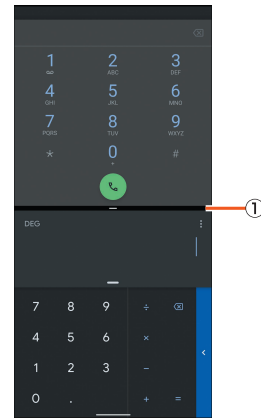 1 2 3
ABC DEF
4 5 6
GHI JKL MNO
7 8 9
PQRS TUV WXYZ
* 0 #
+
①
DEG
7 8 9 ÷
4 5 6 ×
1 2 3 −
0 . + =